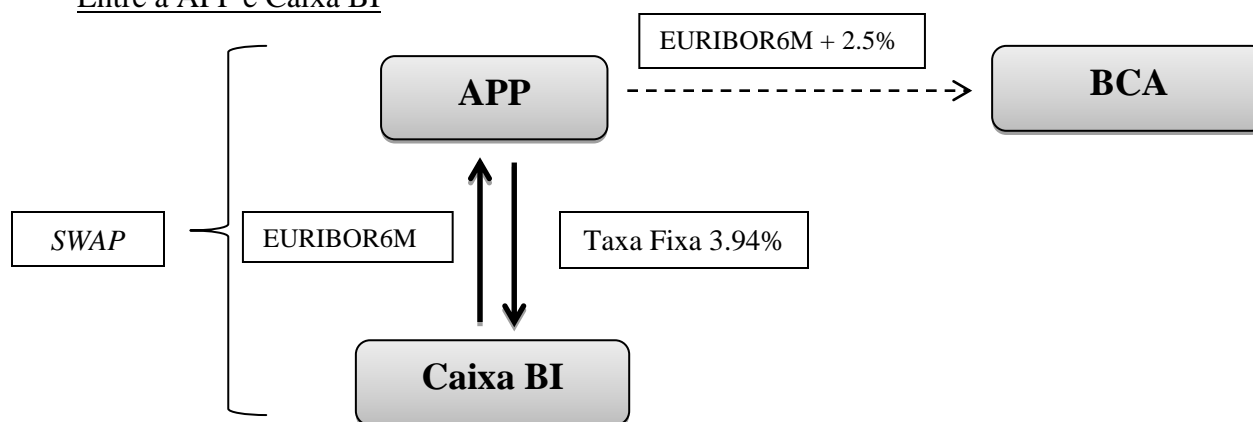 Entre a APP e Caixa BI
EURIBOR6M + 2.5%
APP
BCA
SWAP
EURIBOR6M
Taxa Fixa 3.94%
Caixa BI